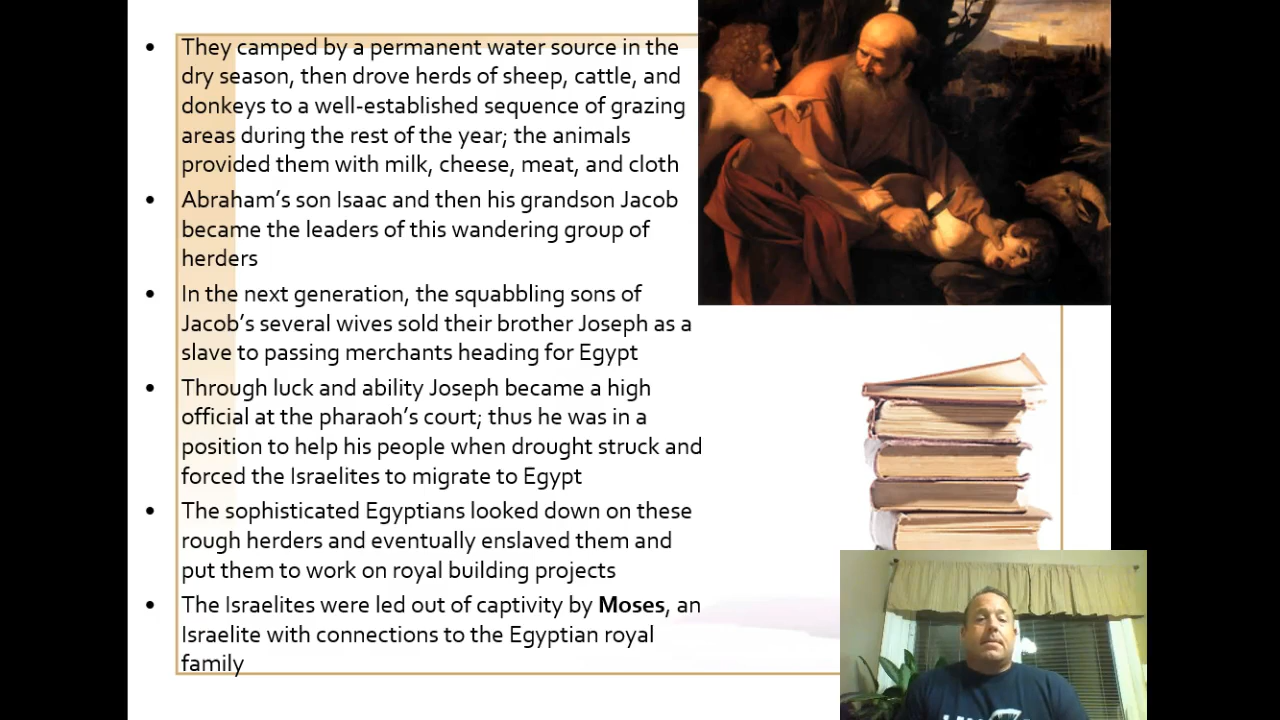 • They camped by a permanent water source in the
dry season, then drove herds of sheep, cattle, and
donkeys to a well-established sequence of grazing
areas during the rest of the year; the animals
provided them with milk, cheese, meat, and cloth
• Abraham’s son Isaac and then his grandson Jacob
became the leaders of this wandering group of
herders
• In the next generation, the squabbling sons of
Jacob’s several wives sold their brother Joseph as a
slave to passing merchants heading for Egypt
• Through luck and ability Joseph became a high
official at the pharaoh’s court; thus he was in a
position to help his people when drought struck and
forced the Israelites to migrate to Egypt
• The sophisticated Egyptians looked down on these
rough herders and eventually enslaved them and
put them to work on royal building projects
• The Israelites were led out of captivity by Moses, an
Israelite with connections to the Egyptian royal
family